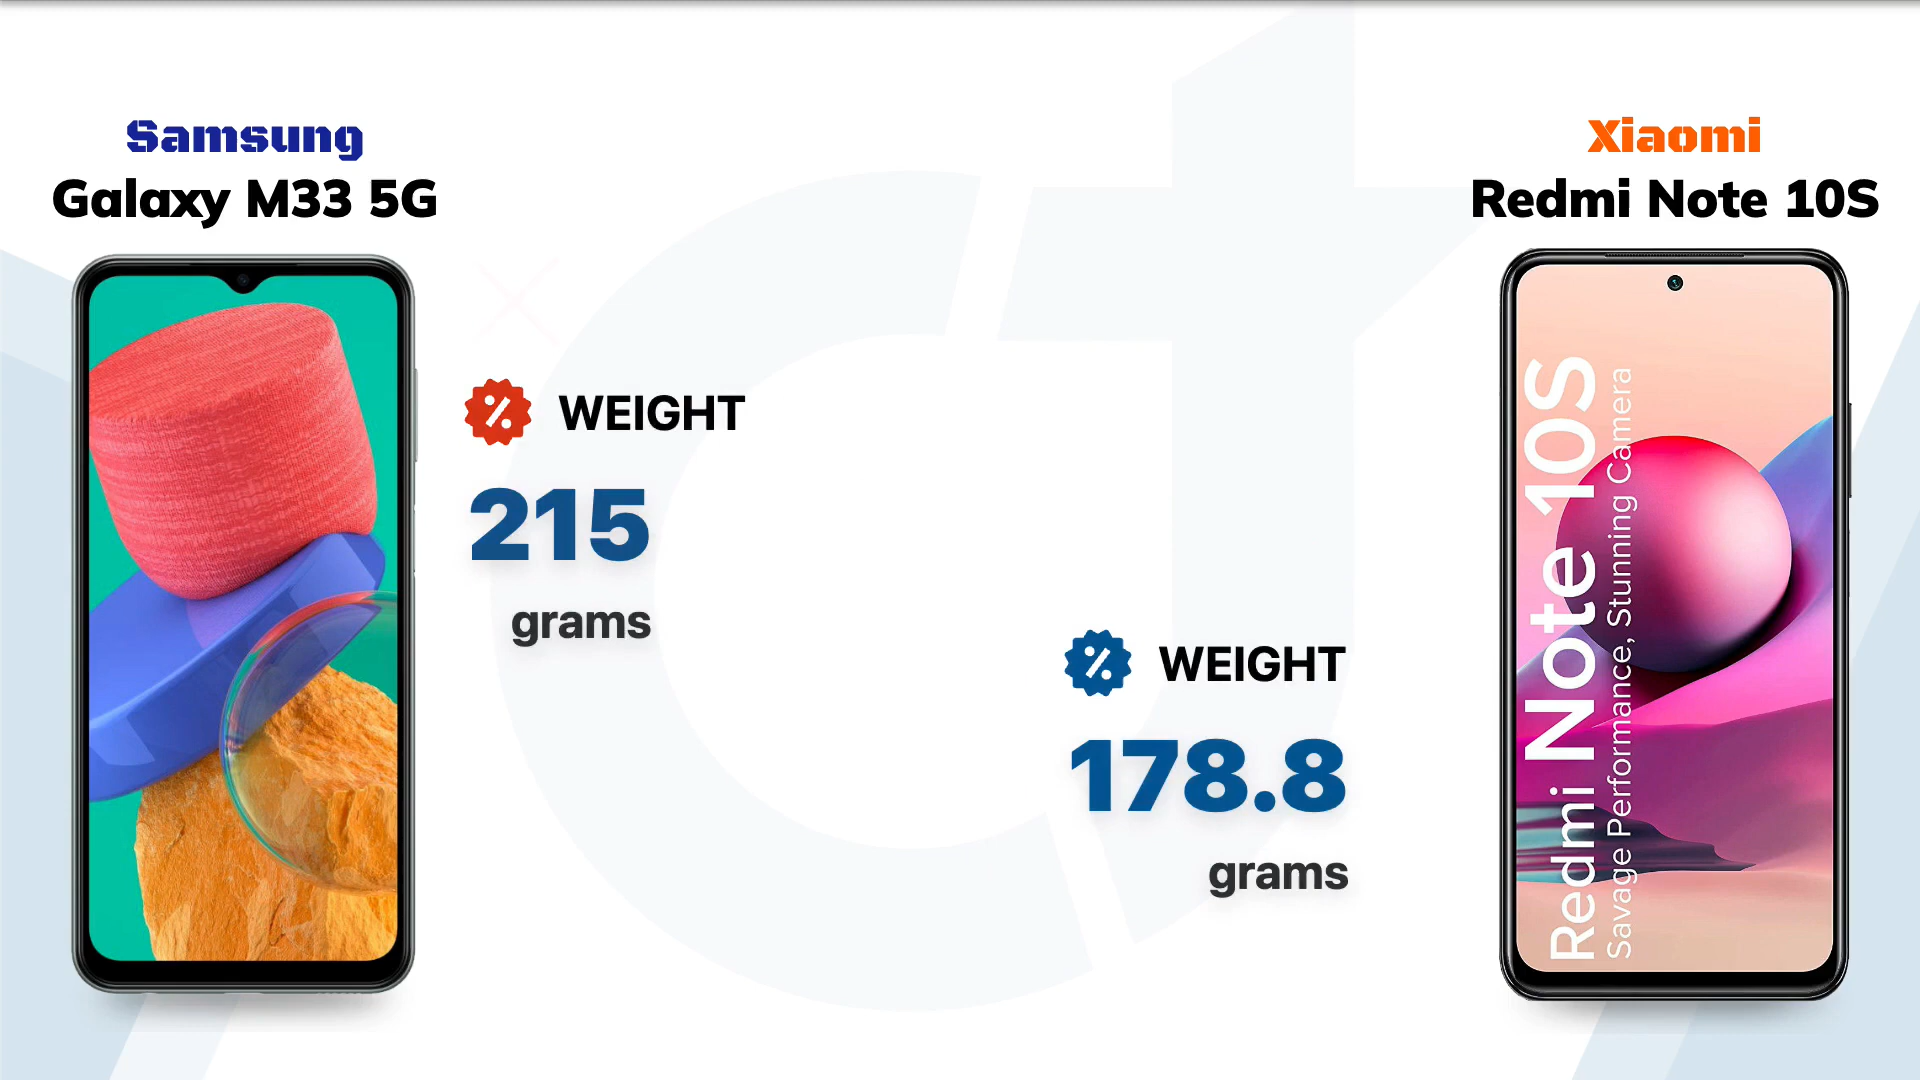 Samsung
Galaxy M33 5G
WEIGHT
215
grams
Xiaomi
Redmi Note 10S
WEIGHT
178.8
grams
Redmi Note 10S
Savage Performance, Stunning Camera